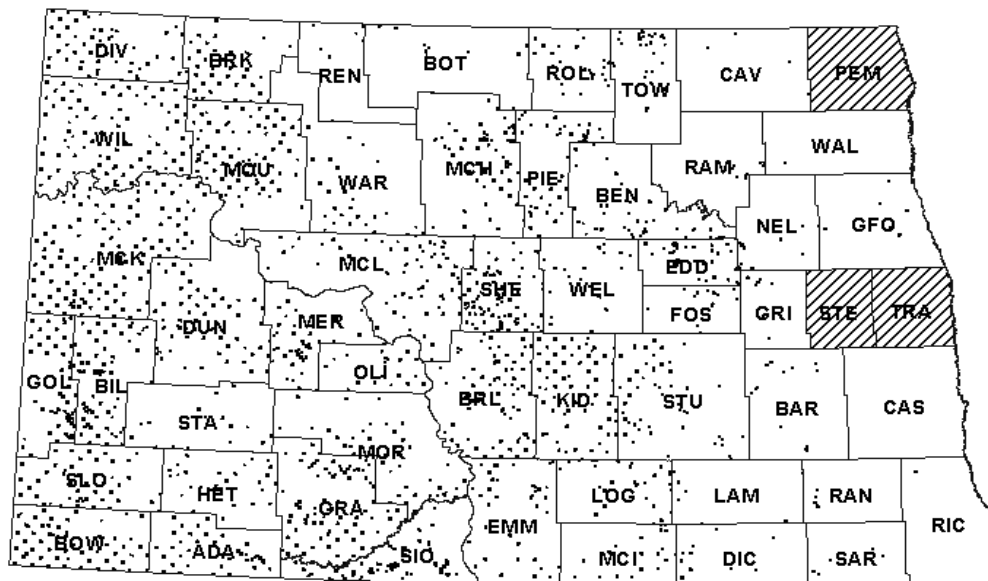 DIV BRK REN BOT ROL TOW CAV PEM
WIL MOU WAR MCH PIE BEN RAM WAL
NEL GFO
MCK MCL SHE WEL EDD
DUN MER FOS GRI STE TRA
GOL BIL OLI BRL KID STU BAR CAS
STA MOR
SLO HET GRA EMM LOG LAM RAN RIC
BOW ADA SIO MCI DIC SAR